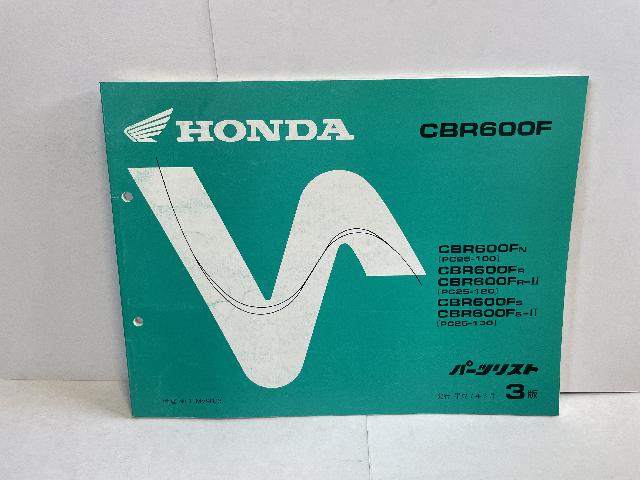 HONDA
CBR600F
CBR600FN
(PC25-100)
CBR600FR
CBR600FR-II
(PC25-120)
CBR600FS
CBR600FS-II
(PC25-130)
パーツリスト
3版